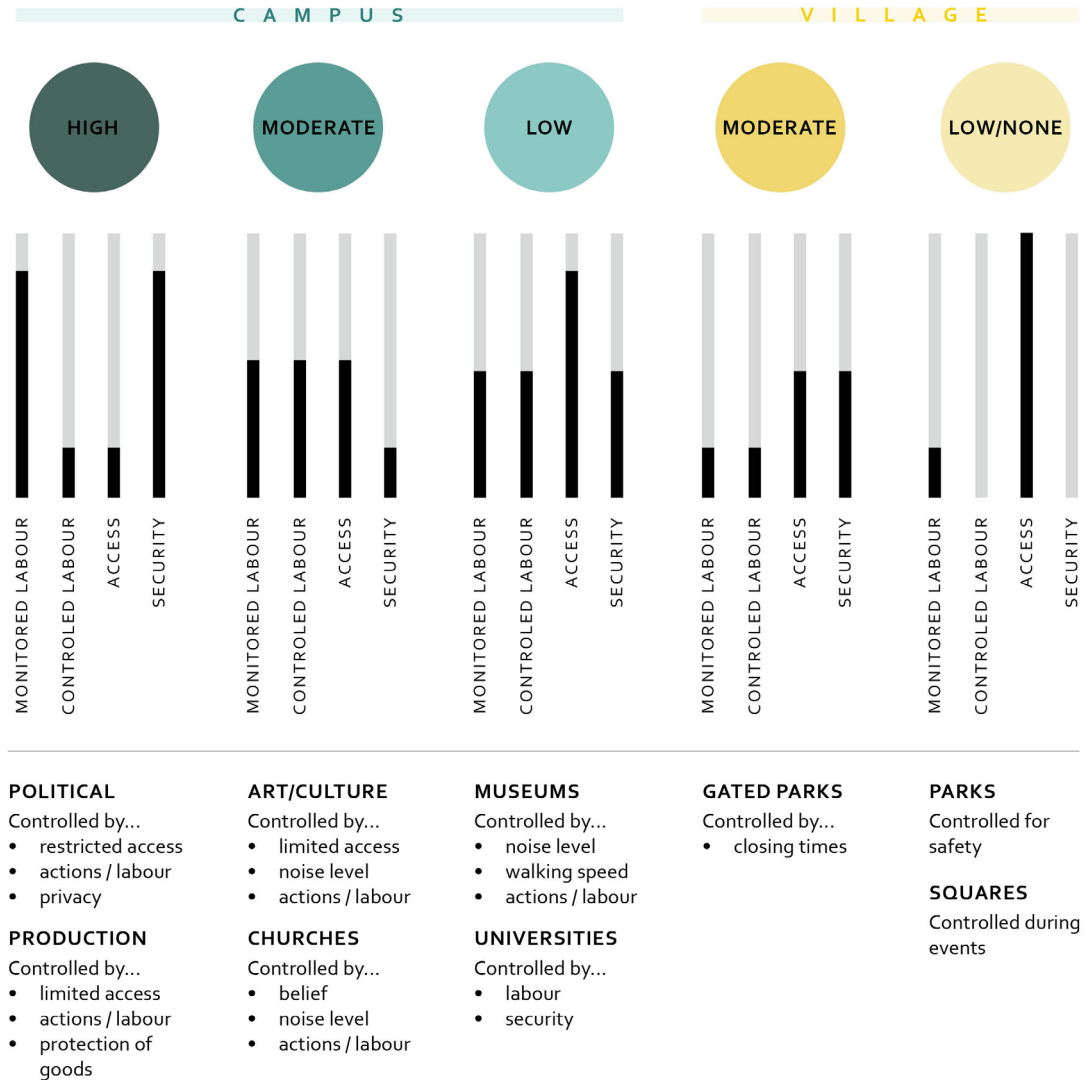 CAMPUS
VILLAGE
HIGH
MODERATE
LOW
MODERATE
LOW/NONE
MONITORED LABOUR
CONTROLED LABOUR
ACCESS
SECURITY
MONITORED LABOUR
CONTROLED LABOUR
ACCESS
SECURITY
MONITORED LABOUR
CONTROLED LABOUR
ACCESS
SECURITY
MONITORED LABOUR
CONTROLED LABOUR
ACCESS
SECURITY
MONITORED LABOUR
CONTROLED LABOUR
ACCESS
SECURITY
POLITICAL
Controlled by...
• restricted access
• actions / labour
• privacy
PRODUCTION
Controlled by...
• limited access
• actions / labour
• protection of
goods
ART/CULTURE
Controlled by...
• limited access
• noise level
• actions / labour
CHURCHES
Controlled by...
• belief
• noise level
• actions / labour
MUSEUMS
Controlled by...
• noise level
• walking speed
• actions / labour
UNIVERSITIES
Controlled by...
• labour
• security
GATED PARKS
Controlled by...
• closing times
PARKS
Controlled for
safety
SQUARES
Controlled during
events